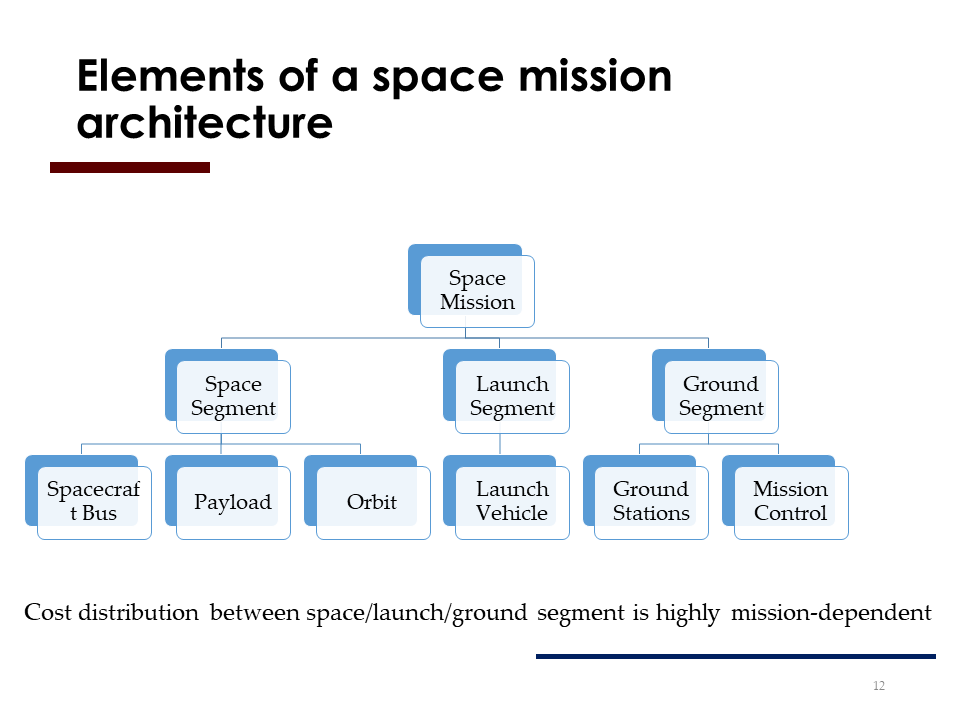 Elements of a space mission
architecture
Space
Mission
Space
Segment
Launch
Segment
Ground
Segment
Spacecraf
t Bus
Payload
Orbit
Launch
Vehicle
Ground
Stations
Mission
Control
Cost distribution between space/launch/ground segment is highly mission-dependent
12